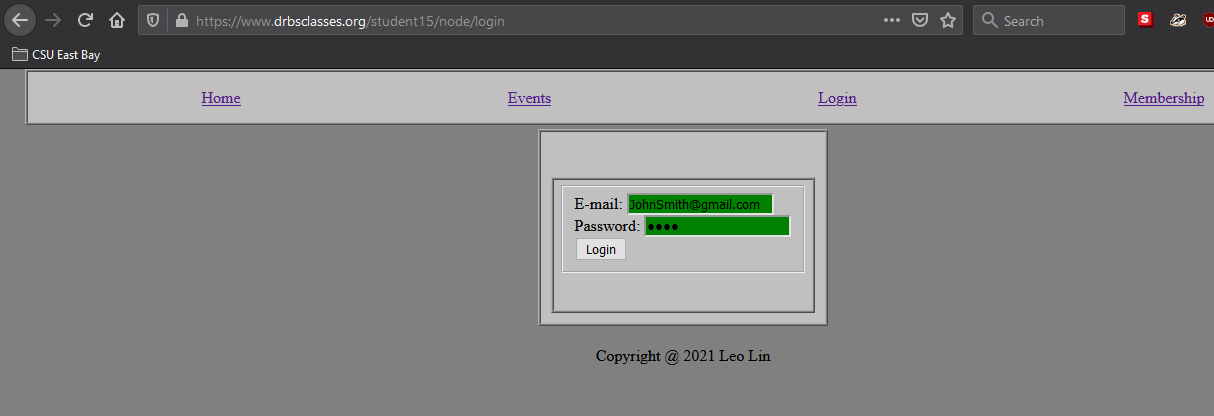 https://www.drbsclasses.org/student15/node/login
Search
S
CSU East Bay
Home Events Login Membership
E-mail: JohnSmith@gmail.com
Password: ●●●●
Login
Copyright @ 2021 Leo Lin